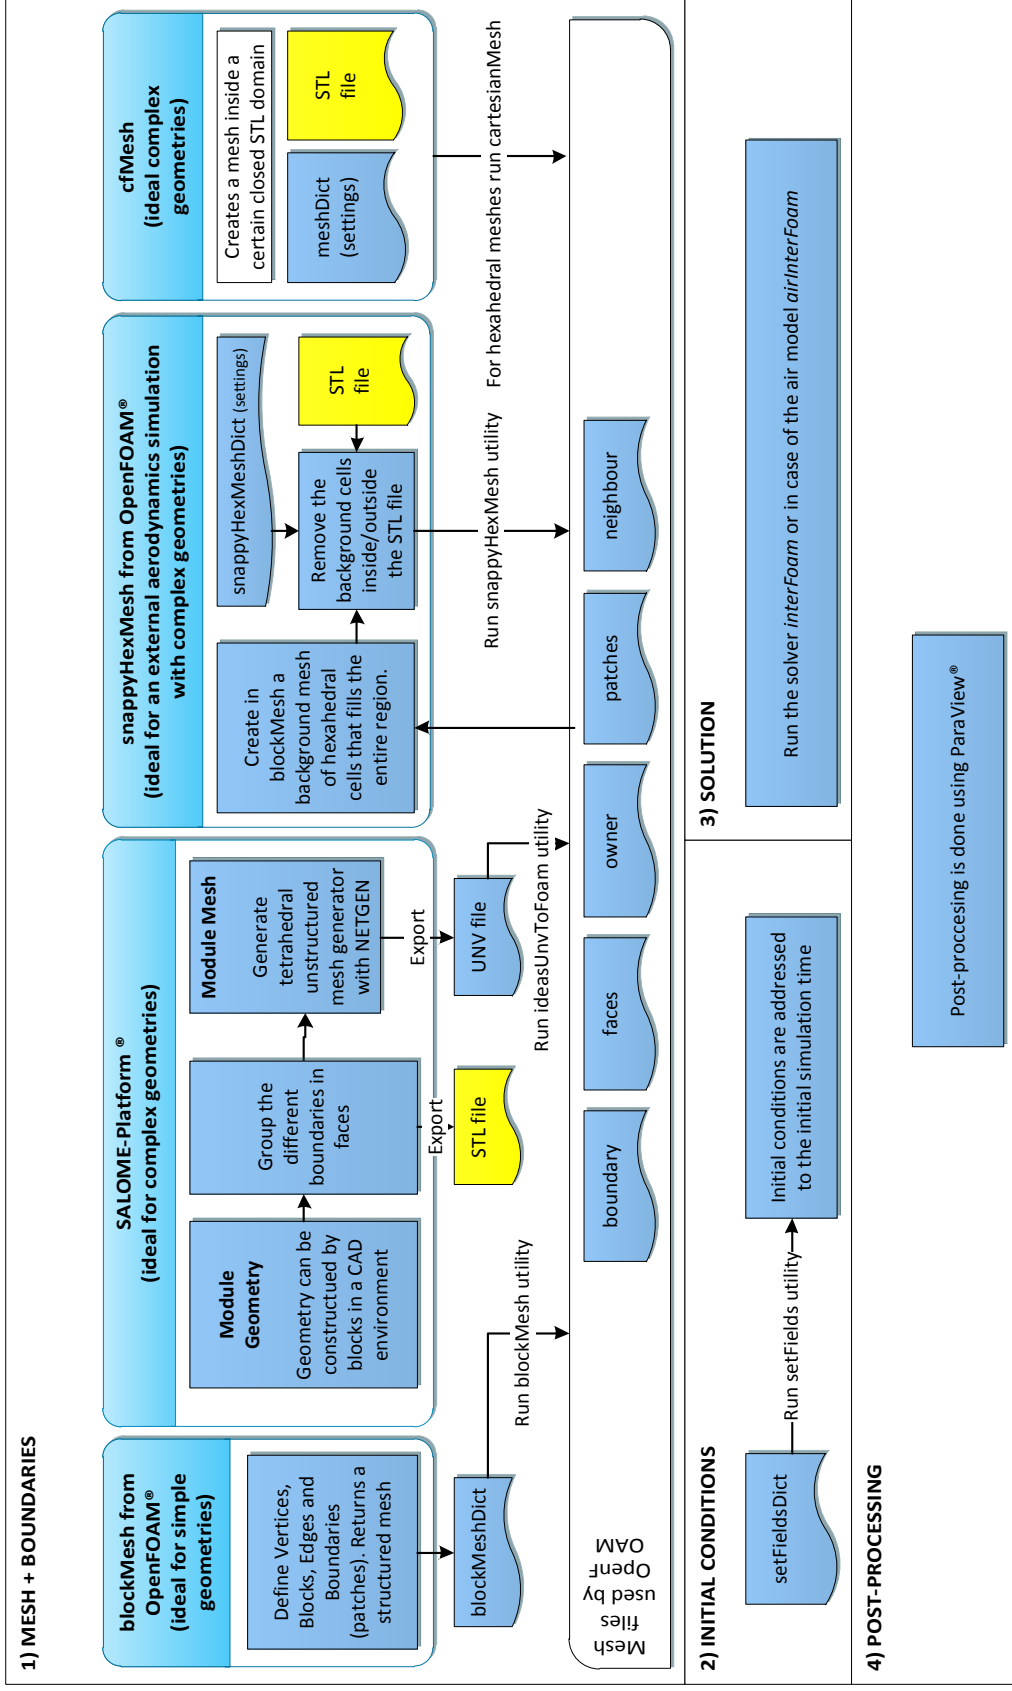 1) MESH + BOUNDARIES
blockMesh from
OpenFOAM®
(ideal for simple
geometries)
Define Vertices,
Blocks, Edges and
Boundaries
(patches). Returns a
structured mesh
blockMeshDict
Run blockMesh utility
SALOME-Platform ®
(ideal for complex geometries)
Module
Geometry
Geometry can be
constructued by
blocks in a CAD
environment
Group the
different
boundaries in
faces
Export
STL file
Module Mesh
Generate
tetrahedral
unstructured
mesh generator
with NETGEN
Export
UNV file
Run ideasUnvToFoam utility
snappyHexMesh from OpenFOAM®
(ideal for an external aerodynamics simulation
with complex geometries)
Create in
blockMesh a
background mesh
of hexahedral
cells that fills the
entire region.
snappyHexMeshDict (settings)
Remove the
background cells
inside/outside
the STL file
STL
file
Run snappyHexMesh utility
cfMesh
(ideal complex
geometries)
Creates a mesh inside a
certain closed STL domain
meshDict
(settings)
STL
file
For hexahedral meshes run cartesianMesh
Mesh
files
used by
OpenF
OAM
boundary
faces
owner
patches
neighbour
2) INITIAL CONDITIONS
setFieldsDict
Run setFields utility
Initial conditions are addressed
to the initial simulation time
3) SOLUTION
Run the solver interFoam or in case of the air model airInterFoam
4) POST-PROCESSING
Post-proccesing is done using ParaView®